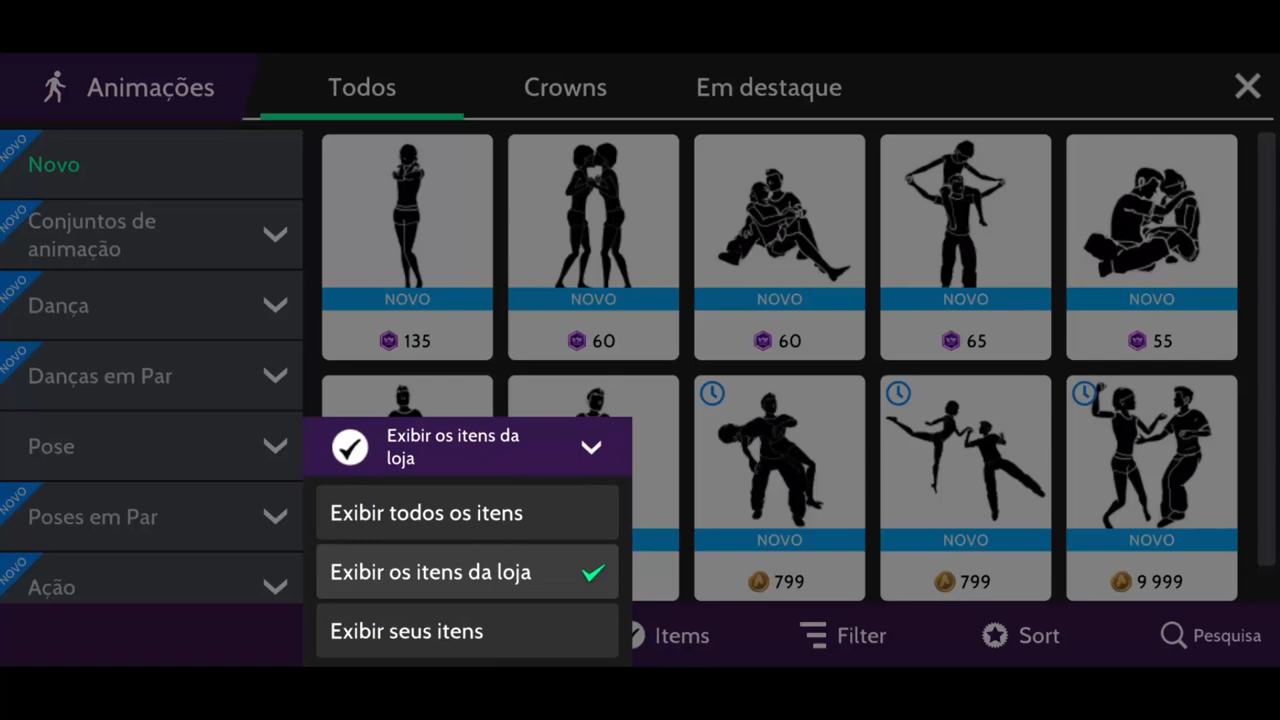 Animações
Todos
Crowns
Em destaque
NOVO
Novo
NOVO
Conjuntos de
animação
NOVO
Dança
NOVO
Danças em Par
Pose
NOVO
Poses em Par
NOVO
Ação
NOVO
135
NOVO
60
NOVO
60
NOVO
65
NOVO
55
NOVO
799
NOVO
799
NOVO
9 999
Exibir os itens da
loja
Exibir todos os itens
Exibir os itens da loja
Exibir seus itens
Items
Filter
Sort
Pesquisa